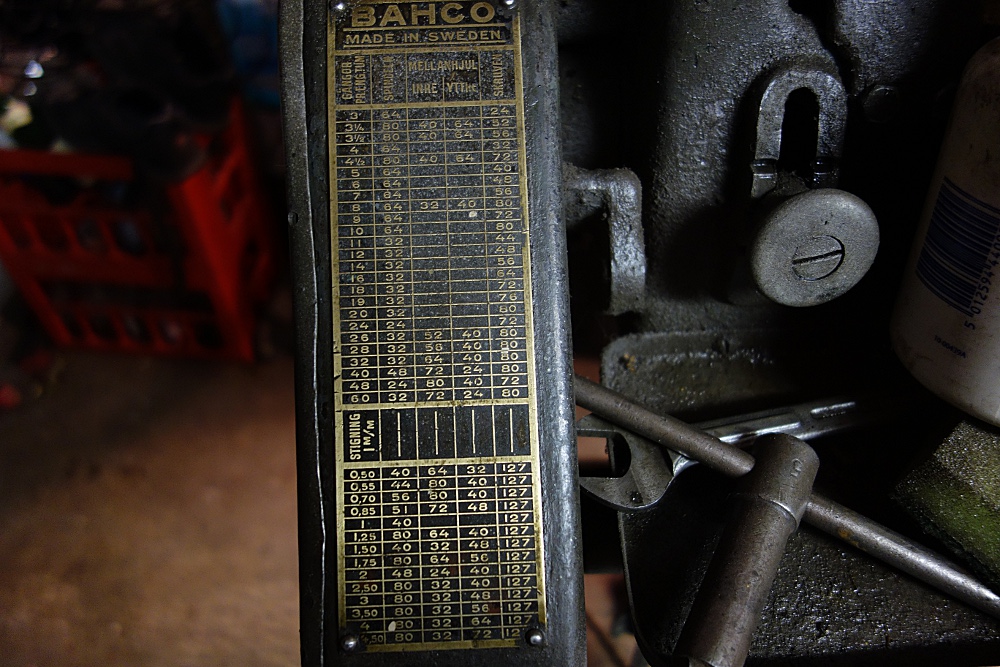 BAHCO
MADE IN SWEDEN
GÄNGOR PR.ENG.TUM SPINDELN MELLANHJUL SKRUVEN
INRE YTTRE
3 64 24
3¼ 80 40 64 52
3½ 80 40 64 56
4 64 32
4½ 80 40 64 72
5 64 40
6 64 48
7 64 56
8 64 32 40 80
9 64 72
10 64 80
11 32 44
12 32 48
14 32 56
16 32 64
18 32 72
19 32 76
20 32 80
24 24 72
26 32 52 40 80
28 32 56 40 80
32 32 64 40 80
40 48 72 24 80
48 24 80 40 72
60 32 72 24 80
STIGNING
I M/M
0,50 40 64 32 127
0,55 44 80 40 127
0,70 56 80 40 127
0,85 51 72 48 127
1 40 127
1,25 80 64 40 127
1,50 40 32 48 127
1,75 80 64 56 127
2 48 24 40 127
2,50 80 32 40 127
3 80 32 48 127
3,50 80 32 56 127
4 80 32 64 127
4,50 80 32 72